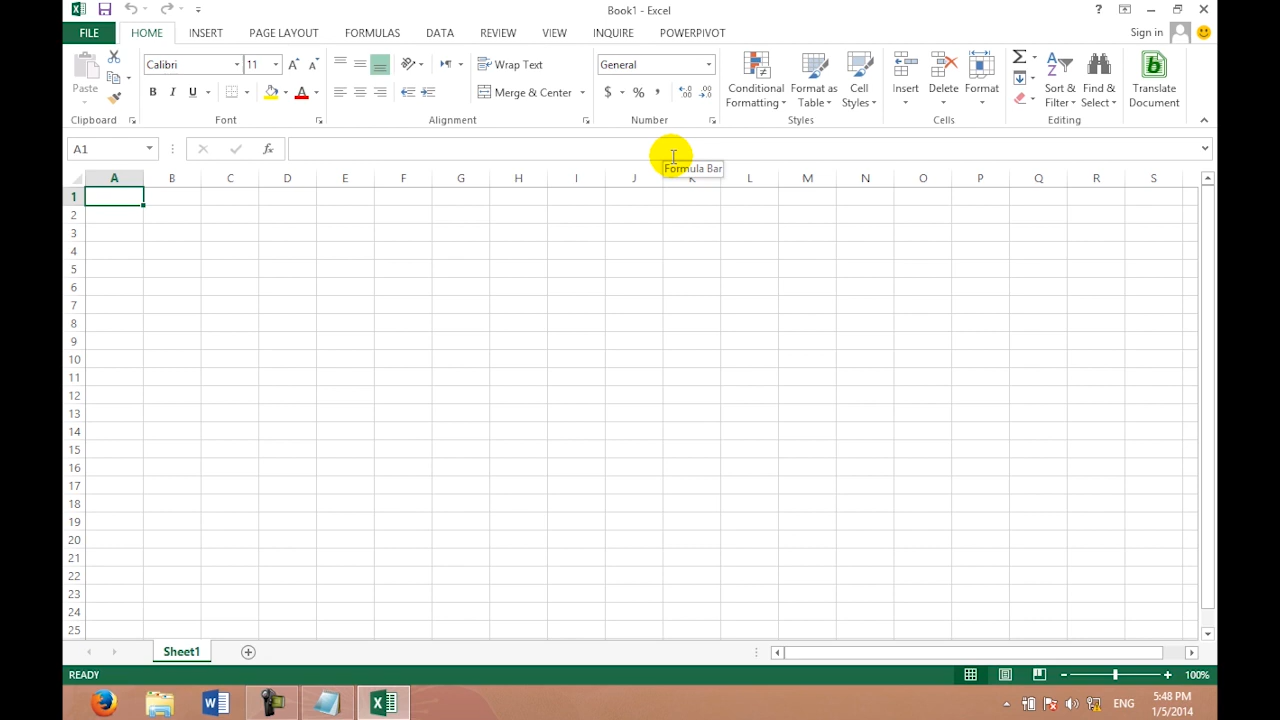 Book1 - Excel
FILE HOME INSERT PAGE LAYOUT FORMULAS DATA REVIEW VIEW INQUIRE POWERPIVOT Sign in
Calibri 11 Wrap Text General
Paste B I U Merge & Center $ % , Conditional Formatting Format as Table Cell Styles Insert Delete Format Sort & Filter Find & Select Translate Document
Clipboard Font Alignment Number Styles Cells Editing
A1 fx
Formula Bar
A B C D E F G H I J K L M N O P Q R S
1
2
3
4
5
6
7
8
9
10
11
12
13
14
15
16
17
18
19
20
21
22
23
24
25
Sheet1
READY 100%
ENG 5:48 PM
1/5/2014